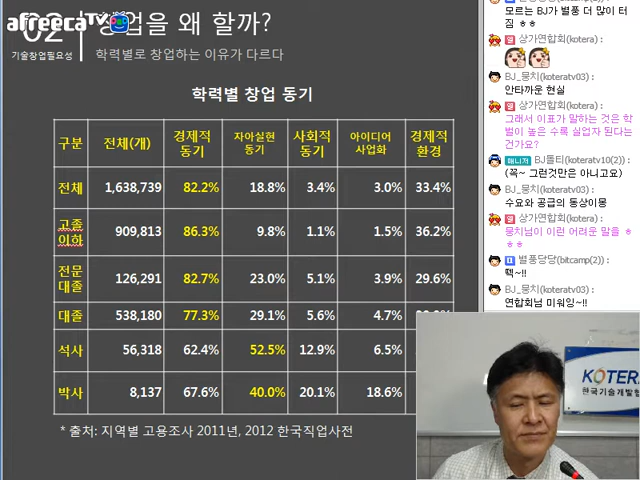 afreecaTV
창업을 왜 할까?
기술창업필요성
학력별로 창업하는 이유가 다르다
학력별 창업 동기
구분 전체(개) 경제적 동기 자아실현 동기 사회적 동기 아이디어 사업화 경제적 환경
전체 1,638,739 82.2% 18.8% 3.4% 3.0% 33.4%
고졸 이하 909,813 86.3% 9.8% 1.1% 1.5% 36.2%
전문 대졸 126,291 82.7% 23.0% 5.1% 3.9% 29.6%
대졸 538,180 77.3% 29.1% 5.6% 4.7%
석사 56,318 62.4% 52.5% 12.9% 6.5%
박사 8,137 67.6% 40.0% 20.1% 18.6%
* 출처: 지역별 고용조사 2011년, 2012 한국직업사전
모르는 BJ가 별풍 더 많이 터
짐 ㅎㅎ
열 상가연합회(kotera) :
BJ_뭉치(koteratv03) :
안타까운 현실
열 상가연합회(kotera) :
그래서 이표가 말하는 것은 학
벌이 높은 수록 실업자 된다는
건가요?
매니저 BJ똘티(koteratv10(2)) :
(꼭~ 그런것만은 아니고요)
BJ_뭉치(koteratv03) :
수요와 공급의 동상이몽
열 상가연합회(kotera) :
뭉치님이 이런 어려운 말을 ㅎ
ㅎㅎ
별풍당당(bitcamp(2)) :
헥~!!
BJ_뭉치(koteratv03) :
연합회님 미워잉~!!
KOTERA
한국기술개발협